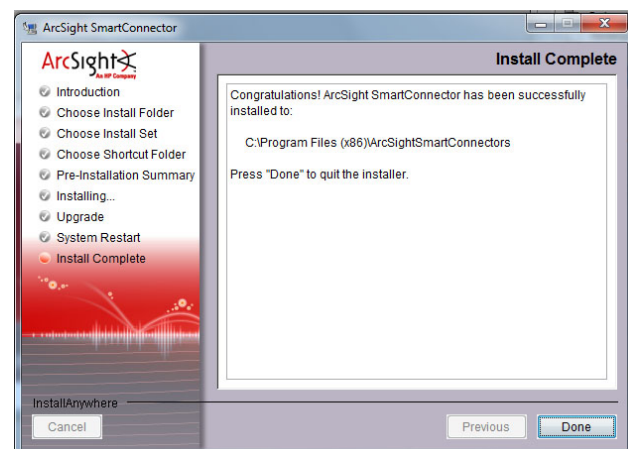 ArcSight SmartConnector
ArcSight
An HP Company
Install Complete
Introduction
Choose Install Folder
Choose Install Set
Choose Shortcut Folder
Pre-Installation Summary
Installing...
Upgrade
System Restart
Install Complete
Congratulations! ArcSight SmartConnector has been successfully
installed to:
C:\Program Files (x86)\ArcSightSmartConnectors
Press "Done" to quit the installer.
InstallAnywhere
Cancel
Previous
Done